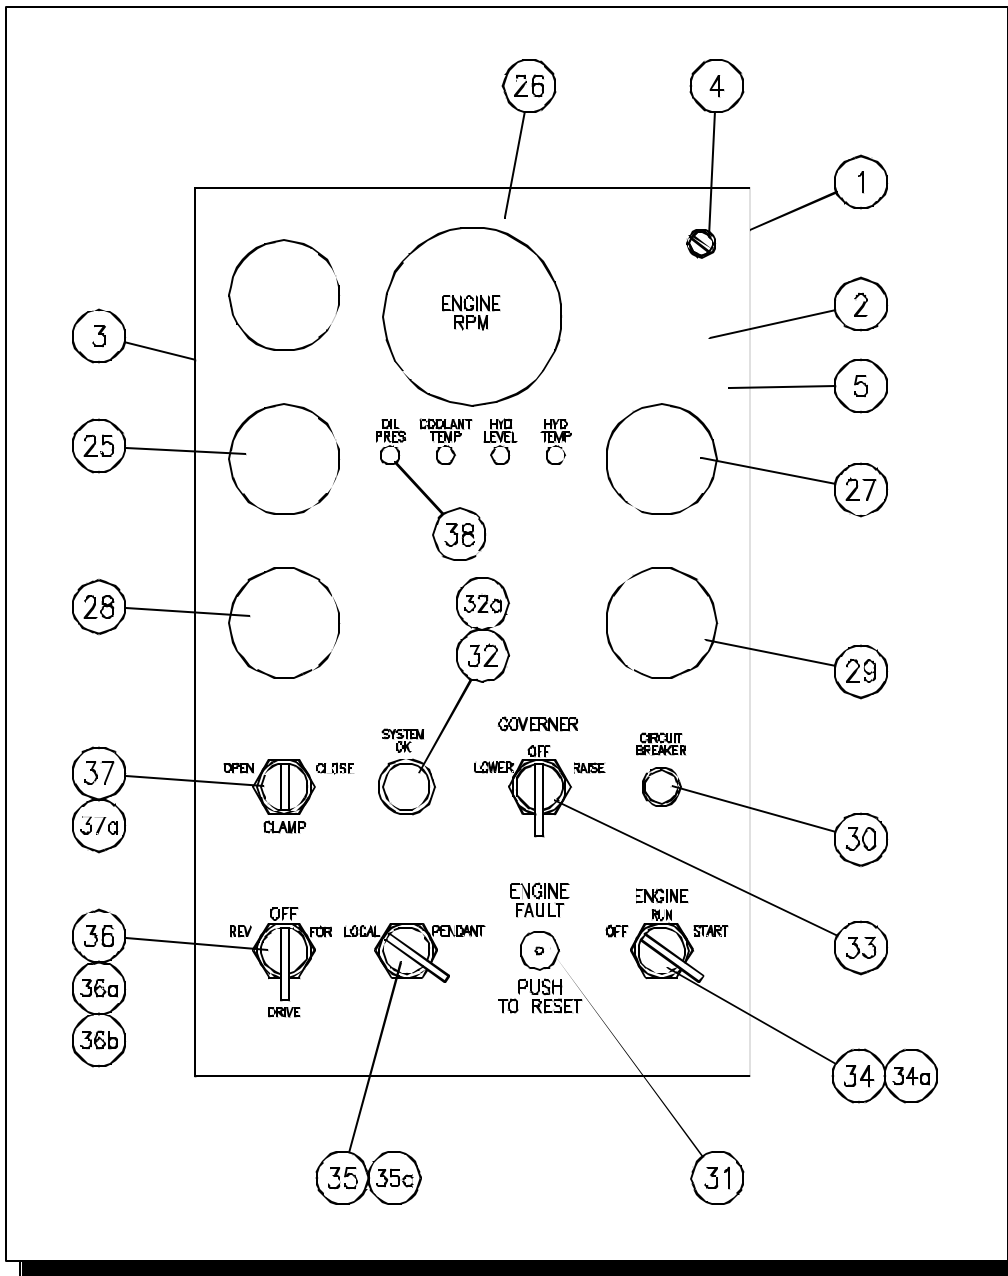 26
4
1
ENGINE
RPM
2
3
5
OIL
PRES
COOLANT
TEMP
HYD
LEVEL
HYD
TEMP
25
27
38
28
32a
32
29
GOVERNER
SYSTEM
OK
CIRCUIT
BREAKER
OFF
OPEN
CLOSE
LOWER
RAISE
37
37a
CLAMP
30
ENGINE
FAULT
ENGINE
RUN
OFF
REV
FOR
LOCAL
PENDANT
OFF
START
36
33
36a
PUSH
TO RESET
DRIVE
36b
34
34a
35
35a
31